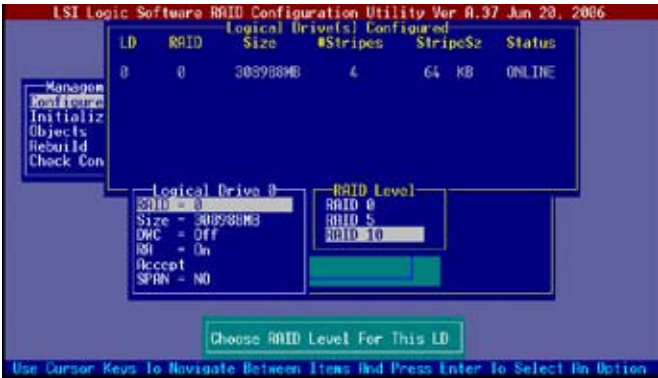 LSI Logic Software RAID Configuration Utility Ver A.37 Jun 20, 2006
Logical Drive(s) Configured
LD RAID Size #Stripes StripeSz Status
0 0 308988MB 4 64 KB ONLINE
Managem
Configure
Initializ
Objects
Rebuild
Check Con
Logical Drive 0
RAID = 0
Size = 308988MB
DWC = Off
RA = On
Accept
SPAN = NO
RAID Level
RAID 0
RAID 5
RAID 10
Choose RAID Level For This LD
Use Cursor Keys To Navigate Between Items And Press Enter To Select An Option